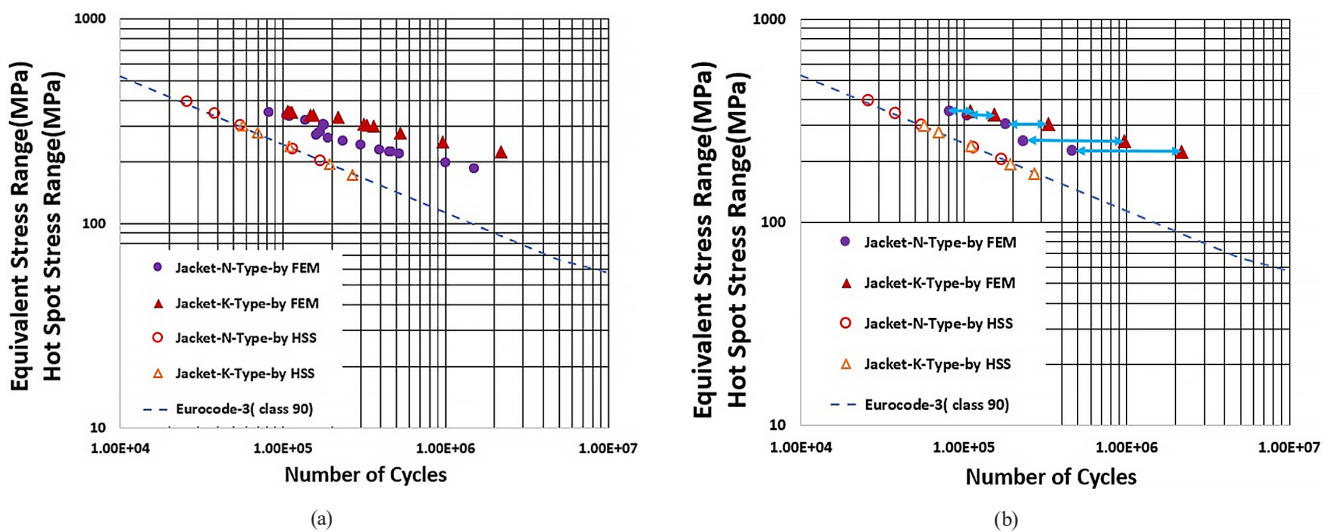 Equivalent Stress Range(MPa)
Hot Spot Stress Range(MPa)
1000
100
10
Jacket-N-Type-by FEM
Jacket-K-Type-by FEM
Jacket-N-Type-by HSS
Jacket-K-Type-by HSS
Eurocode-3( class 90)
1.00E+04 1.00E+05 1.00E+06 1.00E+07
Number of Cycles
(a)
Equivalent Stress Range(MPa)
Hot Spot Stress Range(MPa)
1000
100
10
Jacket-N-Type-by FEM
Jacket-K-Type-by FEM
Jacket-N-Type-by HSS
Jacket-K-Type-by HSS
Eurocode-3( class 90)
1.00E+04 1.00E+05 1.00E+06 1.00E+07
Number of Cycles
(b)